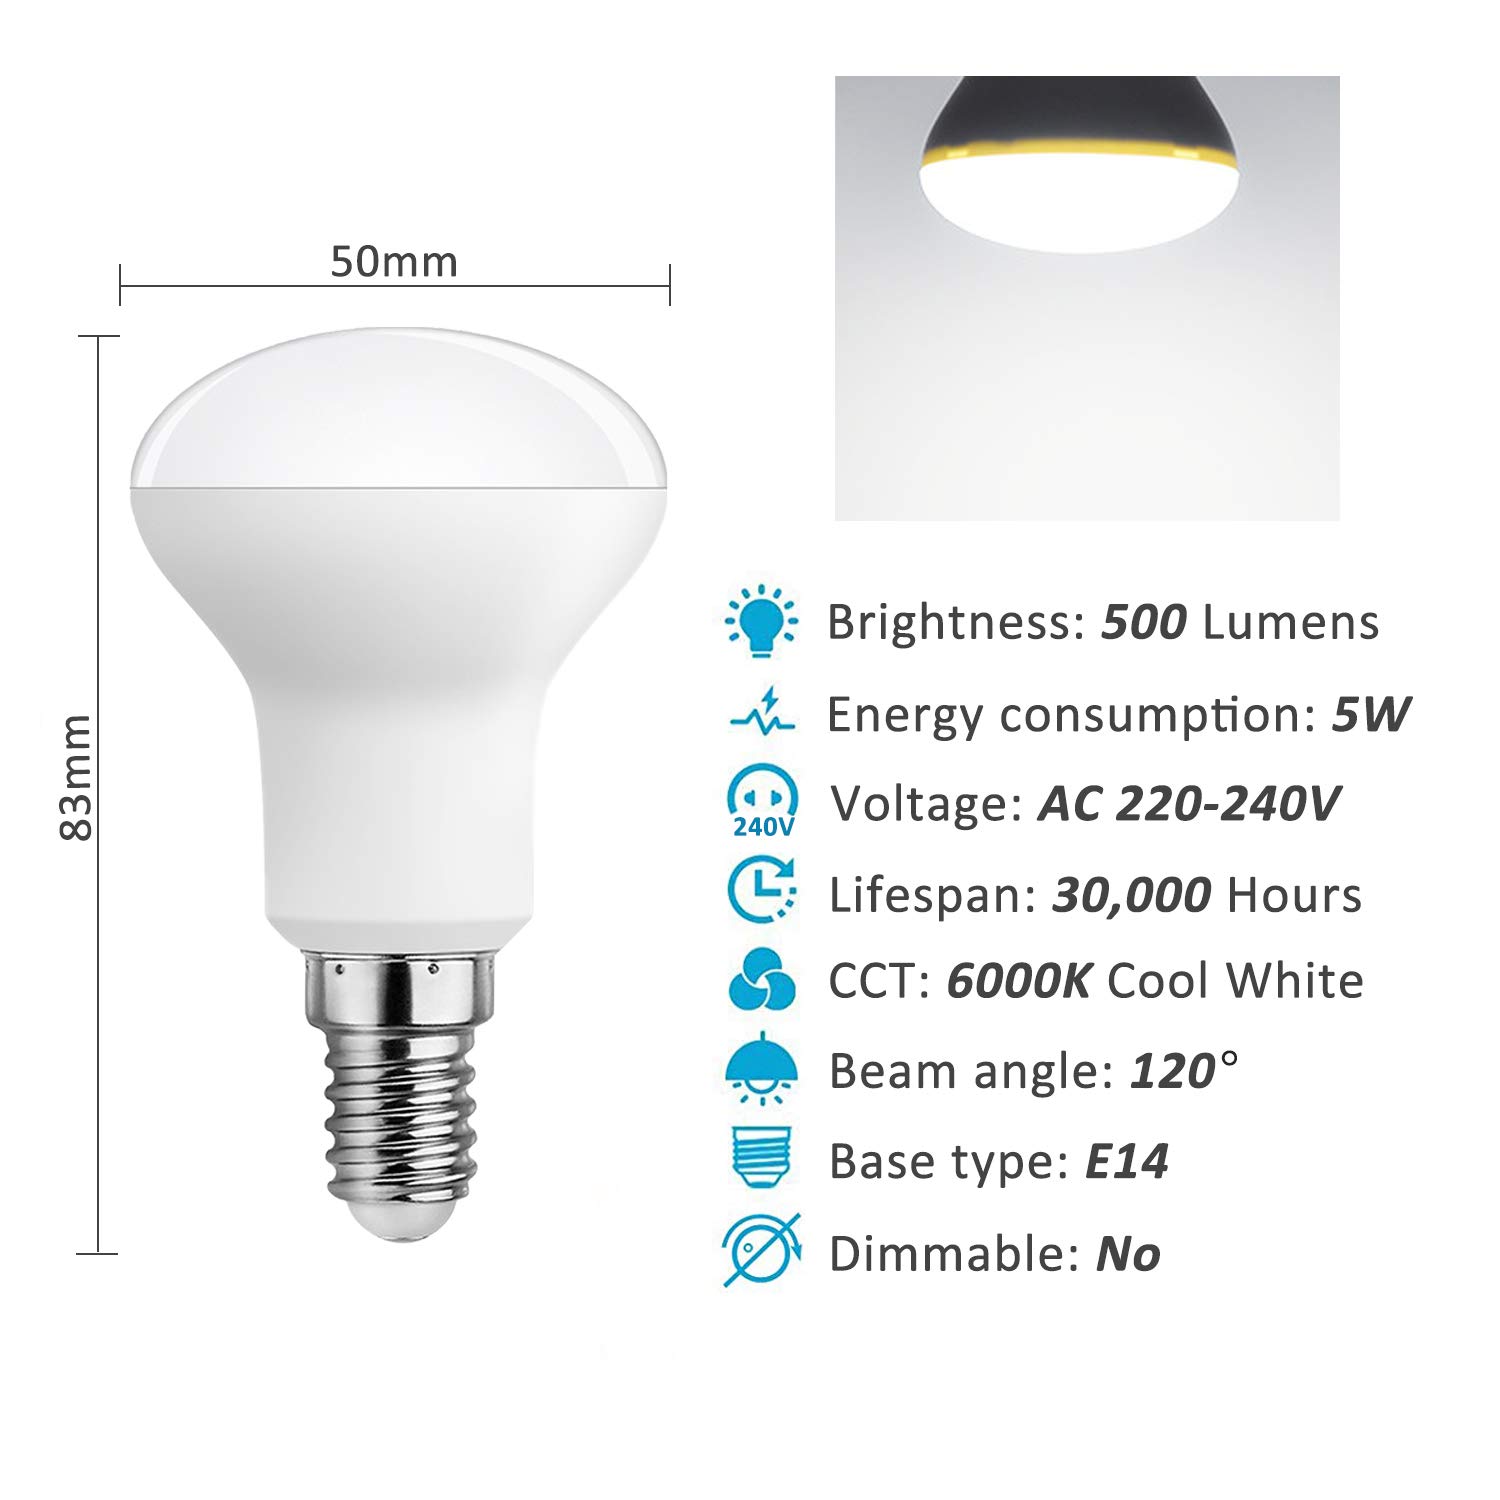 50mm
83mm
Brightness: 500 Lumens
Energy consumption: 5W
240V
Voltage: AC 220-240V
Lifespan: 30,000 Hours
CCT: 6000K Cool White
Beam angle: 120°
Base type: E14
Dimmable: No